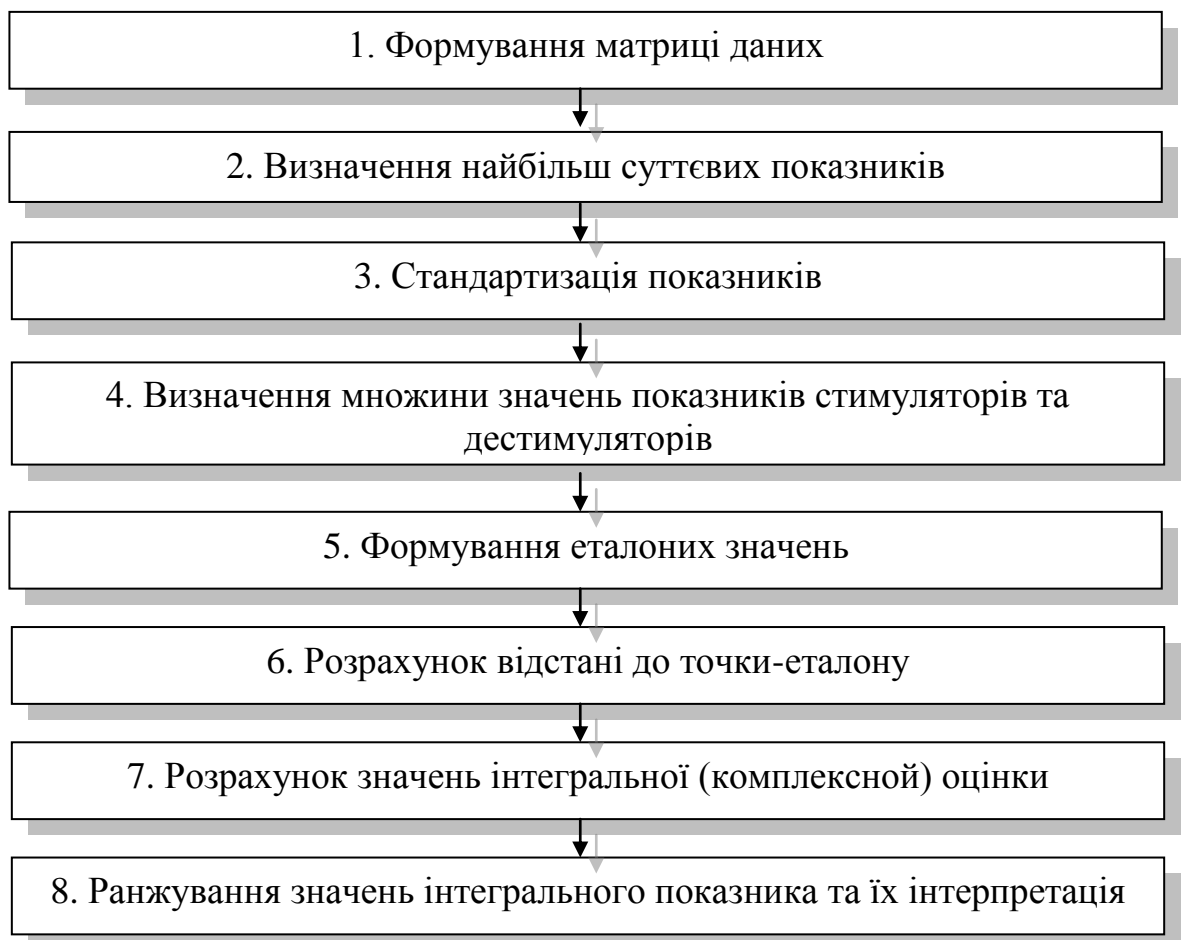 1. Формування матриці даних
2. Визначення найбільш суттєвих показників
3. Стандартизація показників
4. Визначення множини значень показників стимуляторів та
дестимуляторів
5. Формування еталоних значень
6. Розрахунок відстані до точки-еталону
7. Розрахунок значень інтегральної (комплексной) оцінки
8. Ранжування значень інтегрального показника та їх інтерпретація